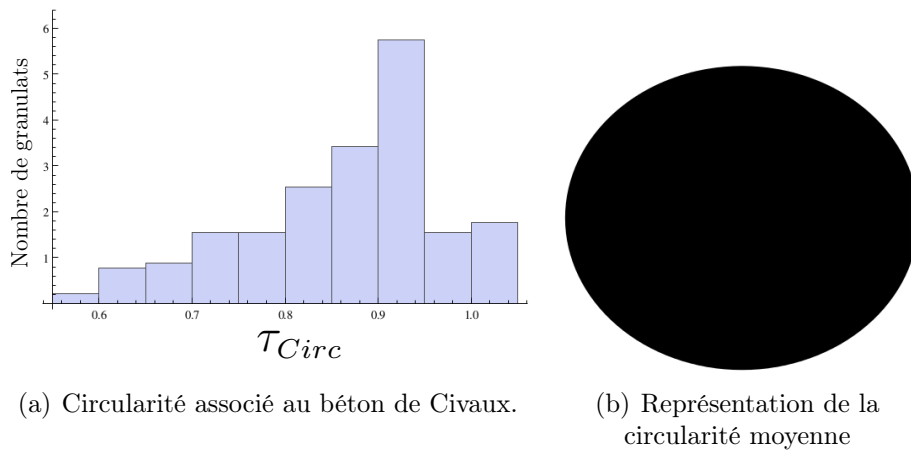 Nombre de granulats
6
5
4
3
2
1
0.6 0.7 0.8 0.9 1.0
τCirc
(a) Circularité associé au béton de Civaux.
(b) Représentation de la
circularité moyenne